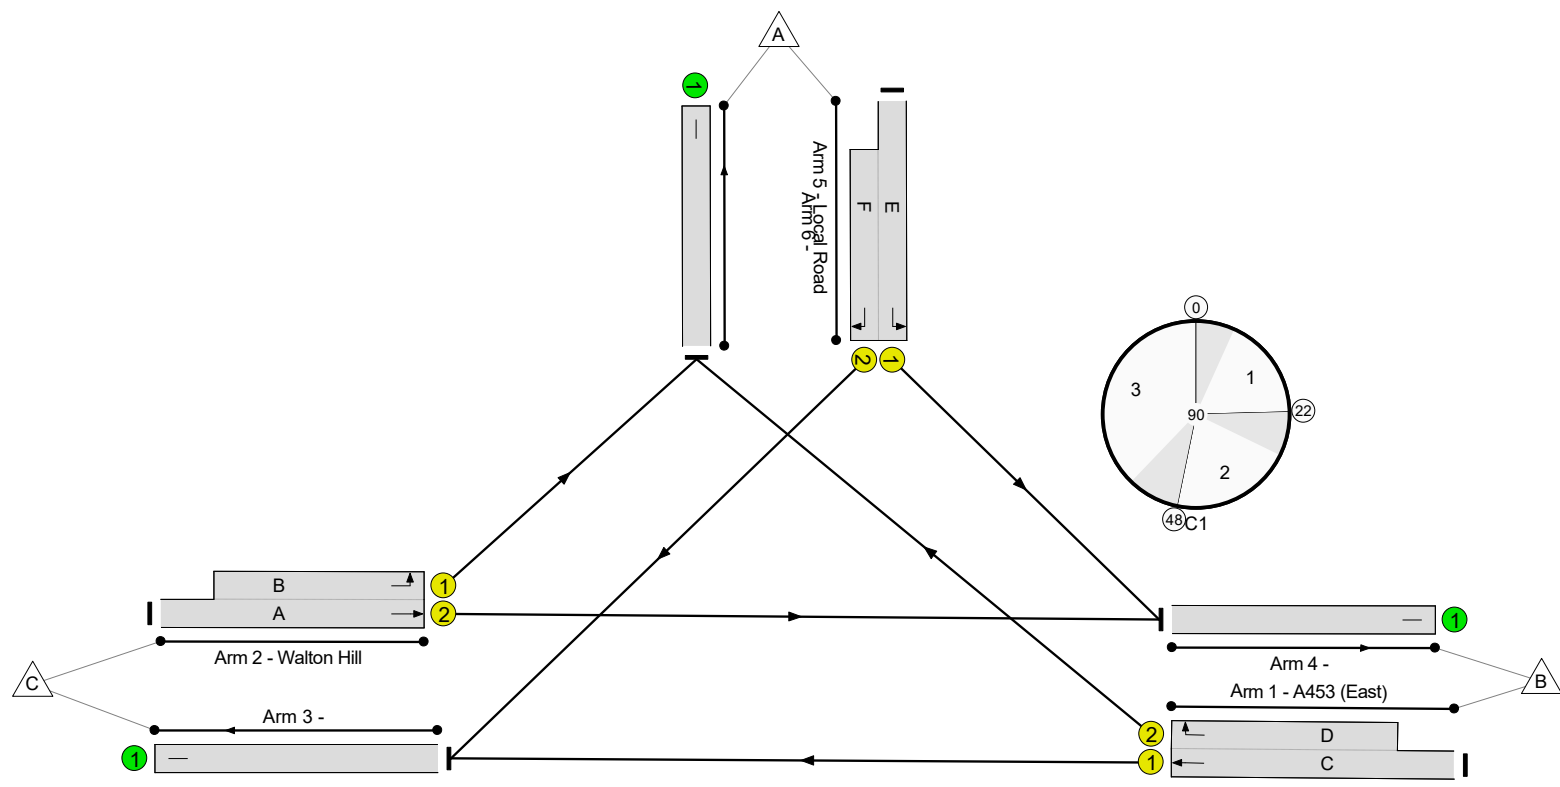 A
1
Arm 5 - Local Road
Arm 6 -
F
E
2
1
0
1
3
90
22
2
48
C1
B
1
A
2
Arm 2 - Walton Hill
1
Arm 4 -
C
B
Arm 1 - A453 (East)
Arm 3 -
2
D
1
1
C